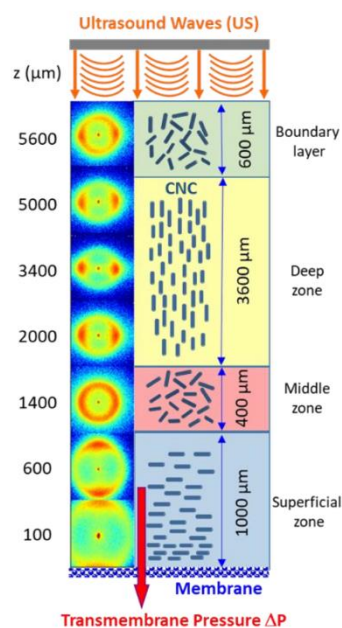 Ultrasound Waves (US)
z (µm)
5600
600 µm
Boundary
layer
5000
CNC
3400
3600 µm
Deep
zone
2000
1400
400 µm
Middle
zone
600
1000 µm
Superficial
zone
100
Membrane
Transmembrane Pressure ΔP